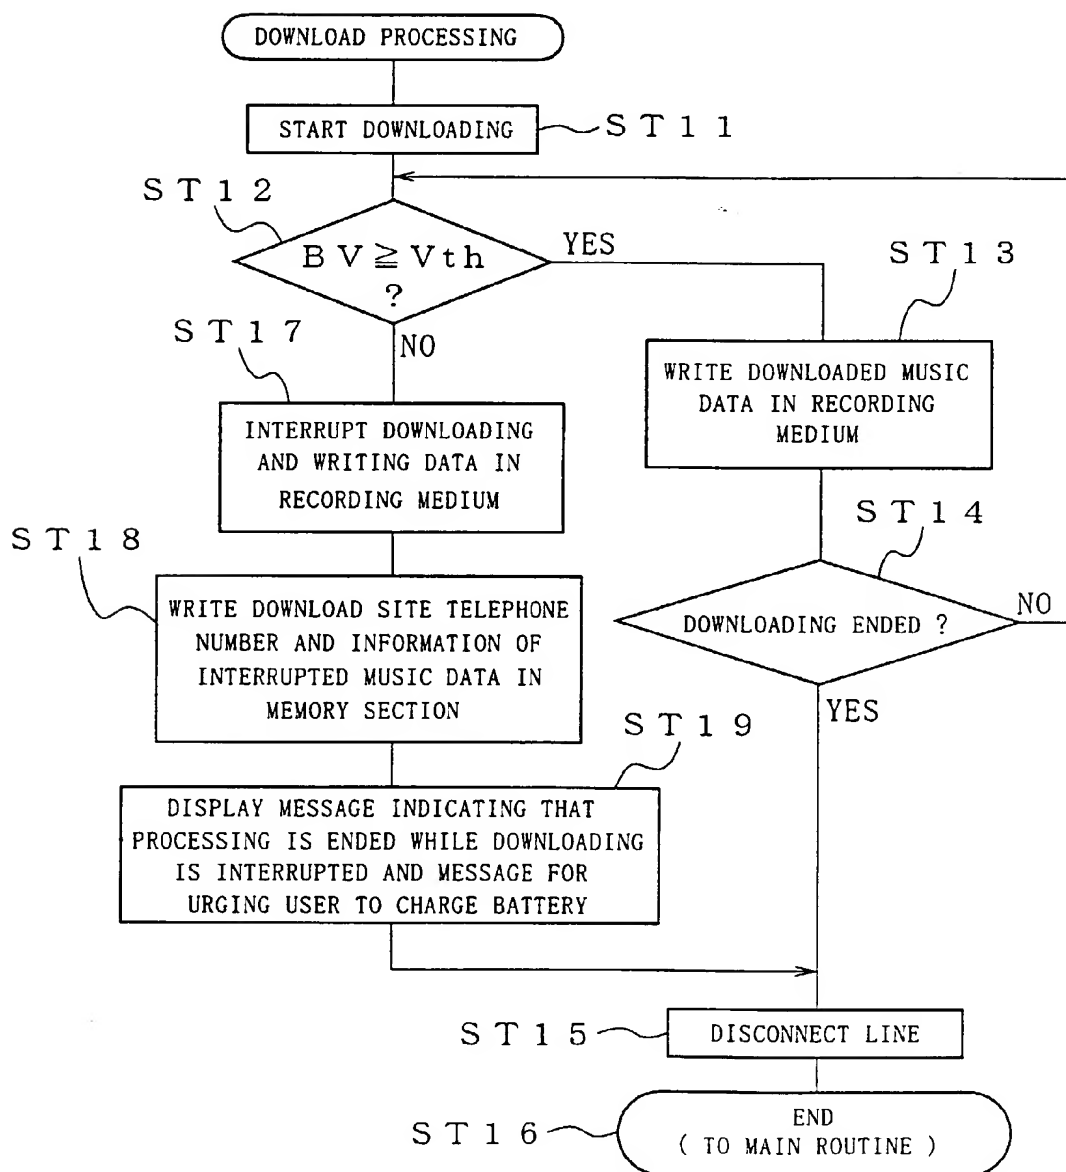 DOWNLOAD PROCESSING
START DOWNLOADING
ST11
ST12
BV≧Vth
?
YES
ST13
ST17
NO
WRITE DOWNLOADED MUSIC
DATA IN RECORDING
MEDIUM
INTERRUPT DOWNLOADING
AND WRITING DATA IN
RECORDING MEDIUM
ST14
ST18
WRITE DOWNLOAD SITE TELEPHONE
NUMBER AND INFORMATION OF
INTERRUPTED MUSIC DATA IN
MEMORY SECTION
DOWNLOADING ENDED ?
NO
YES
ST19
DISPLAY MESSAGE INDICATING THAT
PROCESSING IS ENDED WHILE DOWNLOADING
IS INTERRUPTED AND MESSAGE FOR
URGING USER TO CHARGE BATTERY
ST15
DISCONNECT LINE
ST16
END
( TO MAIN ROUTINE )